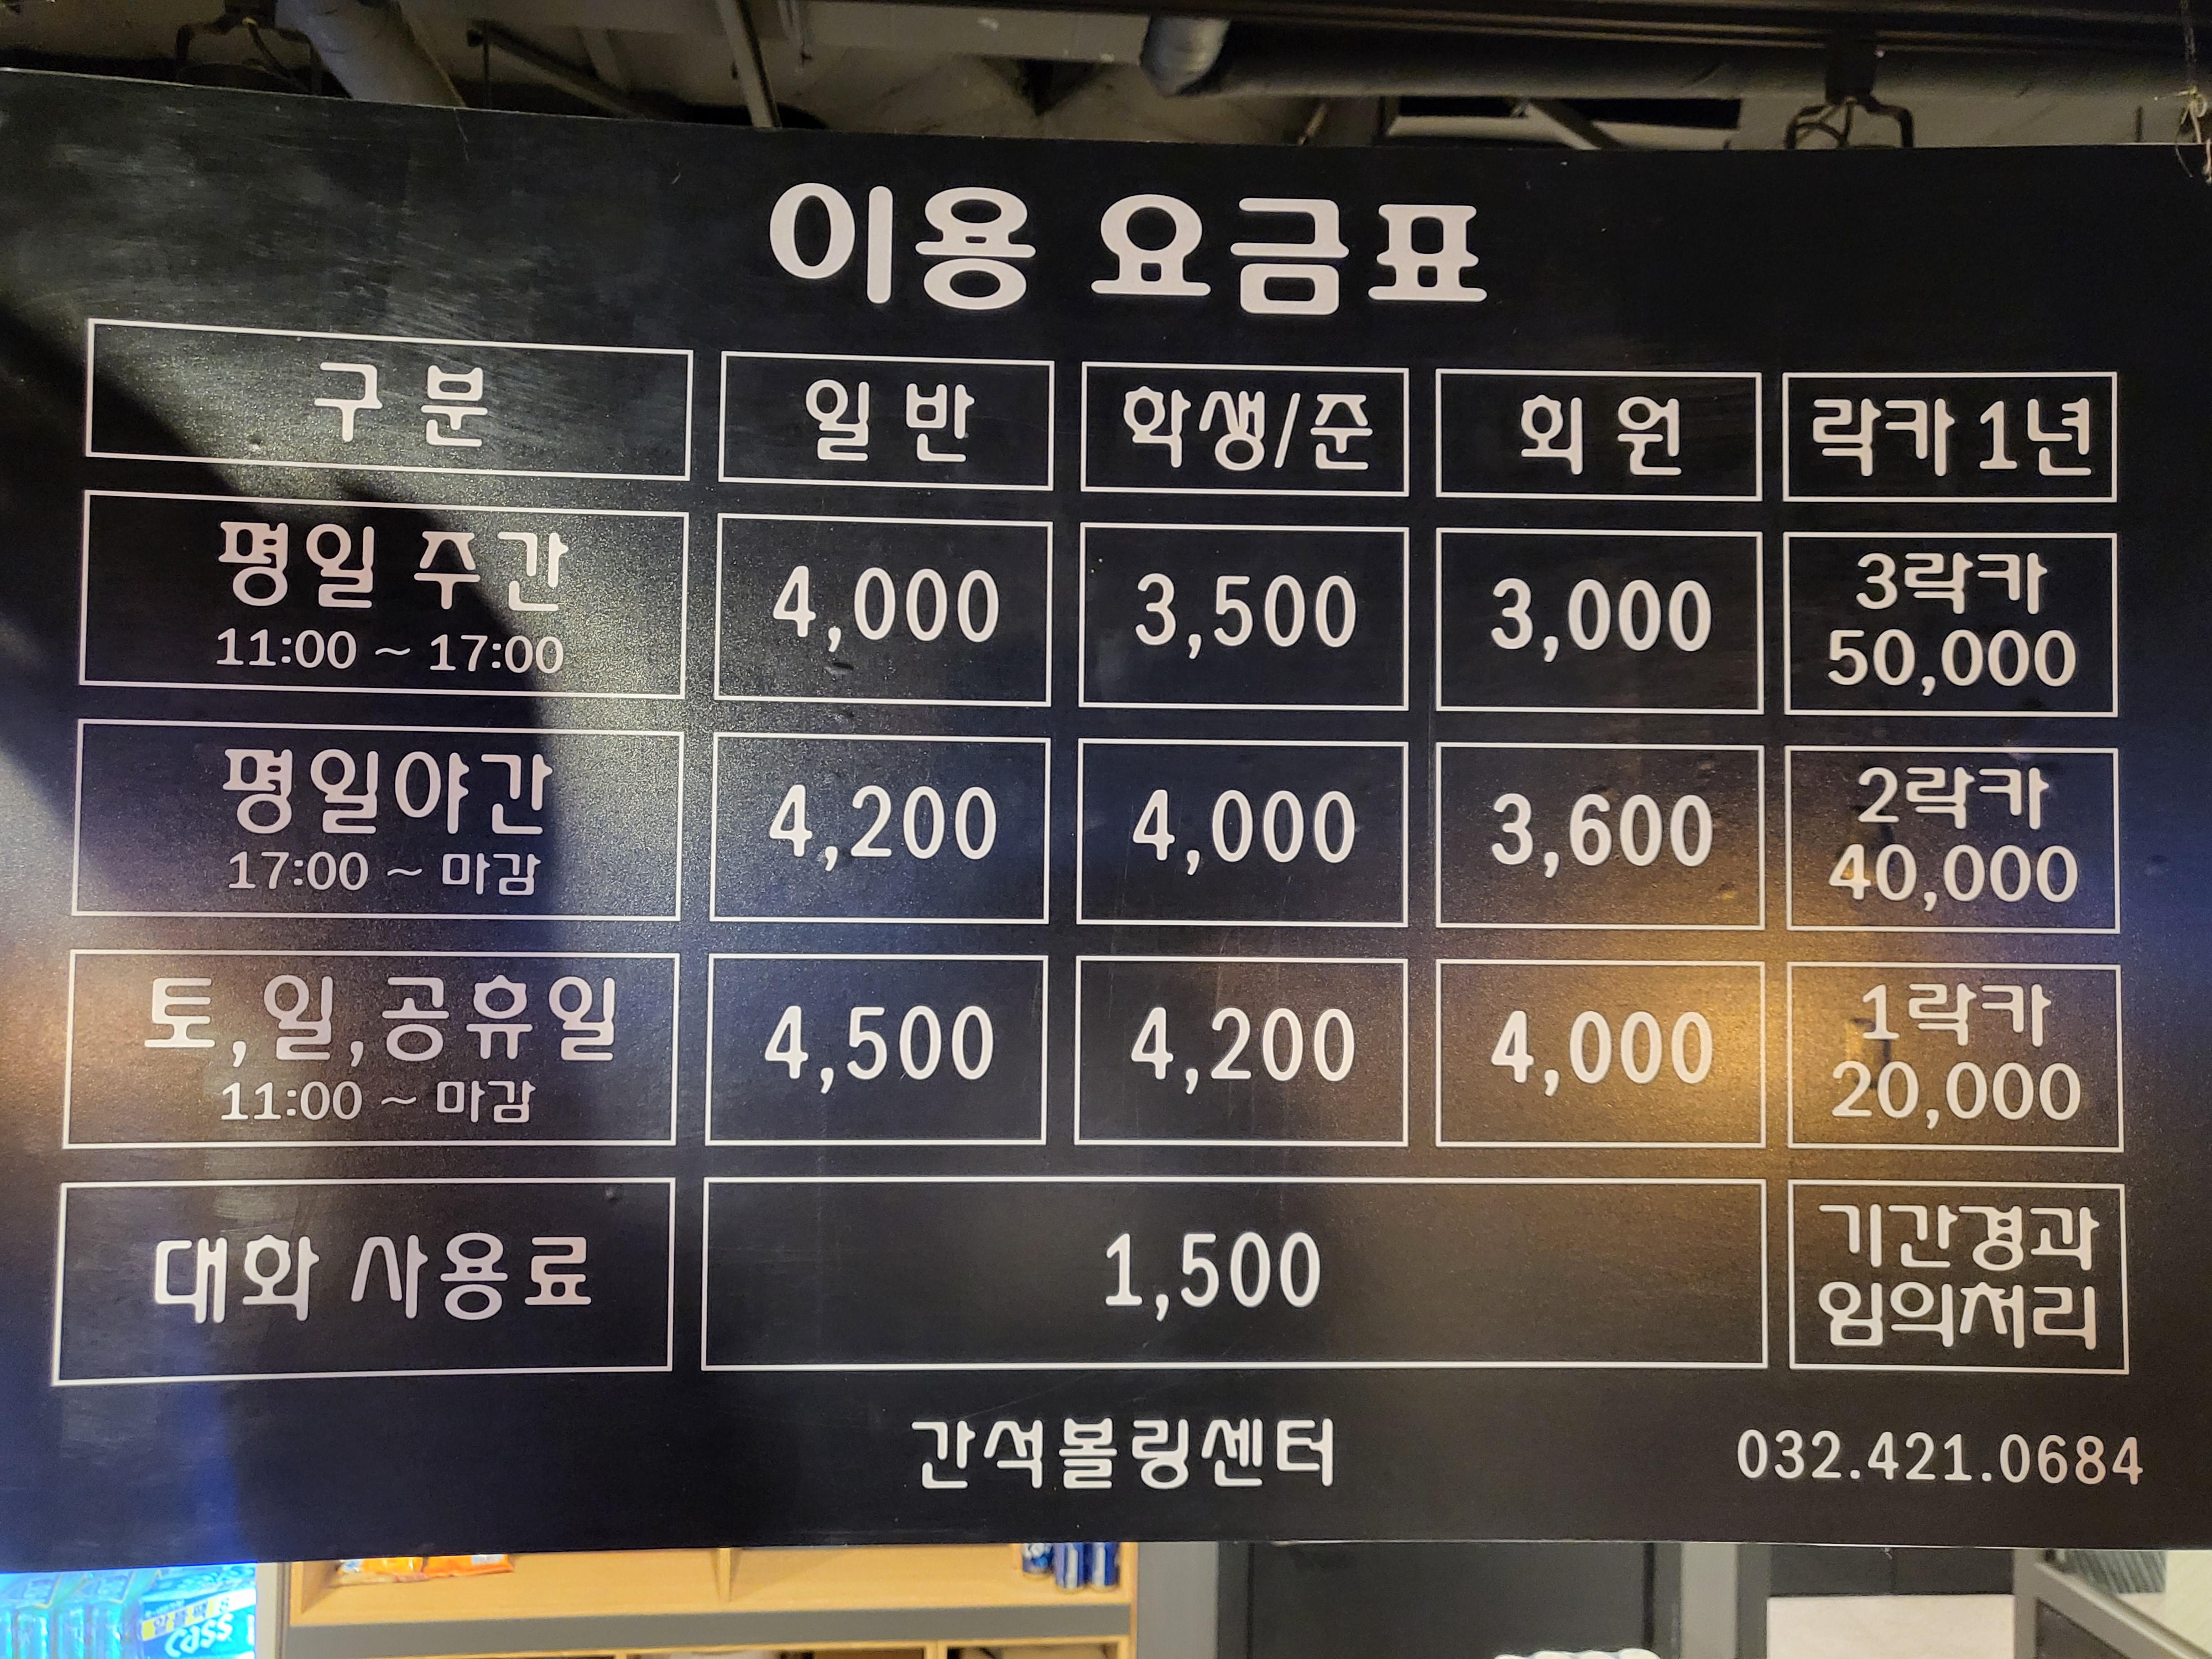 이용 요금표
구분 일반 학생/준 회원 락카 1년
평일 주간
11:00 ~ 17:00
4,000 3,500 3,000
3락카
50,000
평일야간
17:00 ~ 마감
4,200 4,000 3,600
2락카
40,000
토,일,공휴일
11:00 ~ 마감
4,500 4,200 4,000
1락카
20,000
대화 사용료 1,500
기간경과
임의처리
간석볼링센터 032.421.0684